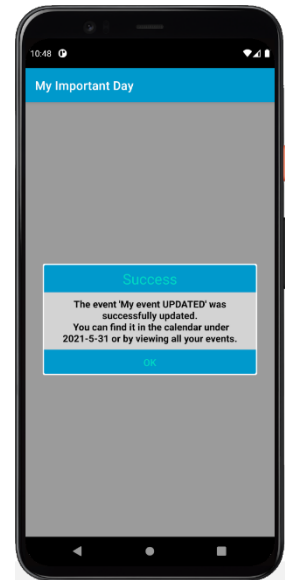 10:48
My Important Day
Success
The event 'My event UPDATED' was
successfully updated.
You can find it in the calendar under
2021-5-31 or by viewing all your events.
OK